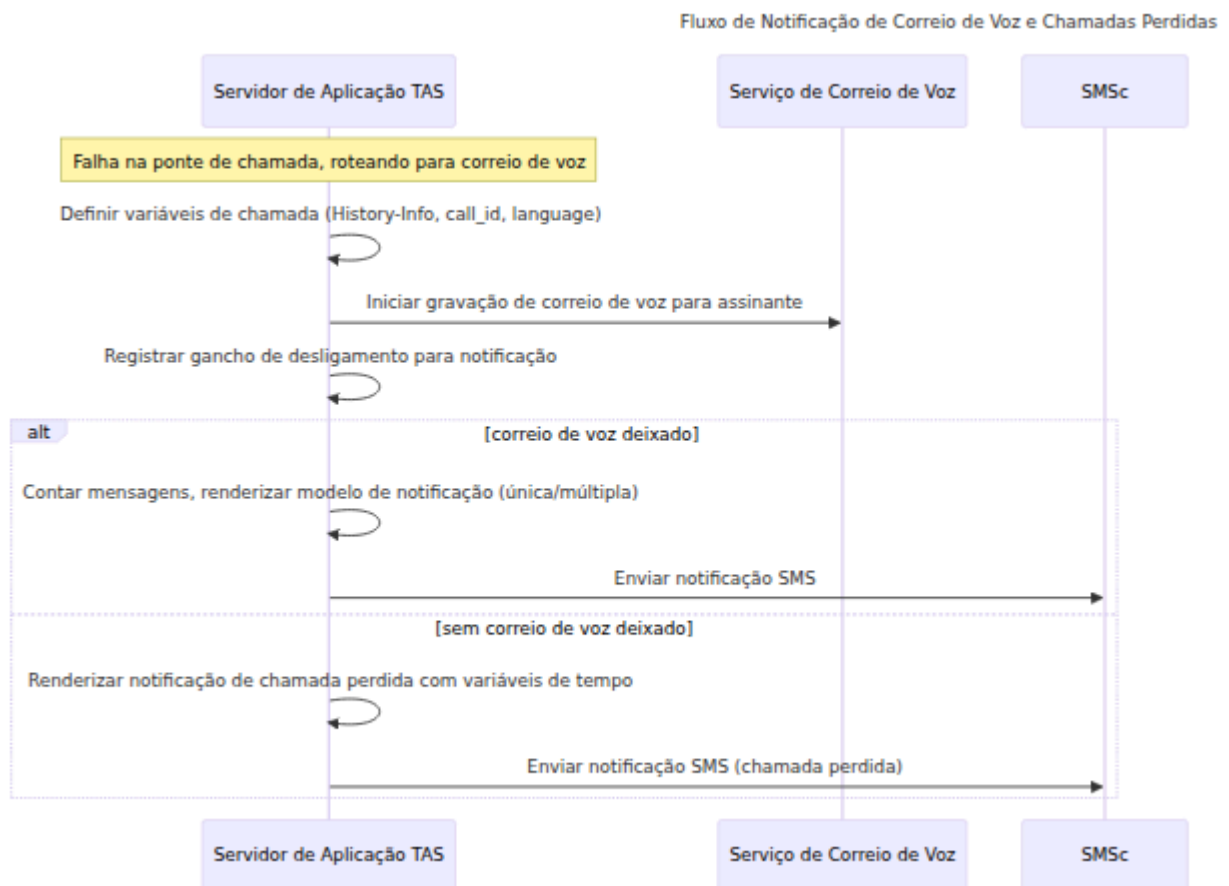 Fluxo de Notificação de Correio de Voz e Chamadas Perdidas
Servidor de Aplicação TAS
Serviço de Correio de Voz
SMSc
Falha na ponte de chamada, roteando para correio de voz
Definir variáveis de chamada (History-Info, call_id, language)
Iniciar gravação de correio de voz para assinante
Registrar gancho de desligamento para notificação
alt
[correio de voz deixado]
Contar mensagens, renderizar modelo de notificação (única/múltipla)
Enviar notificação SMS
[sem correio de voz deixado]
Renderizar notificação de chamada perdida com variáveis de tempo
Enviar notificação SMS (chamada perdida)
Servidor de Aplicação TAS
Serviço de Correio de Voz
SMSc